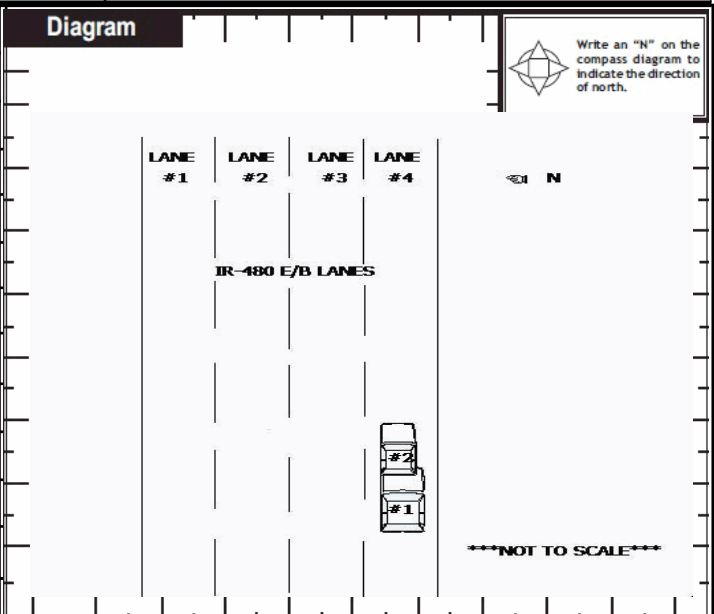 Diagram
Write an “N” on the
compass diagram to
indicate the direction
of north.
LANE LANE LANE LANE
#1 #2 #3 #4
N
IR-480 E/B LANES
#2
#1
***NOT TO SCALE***